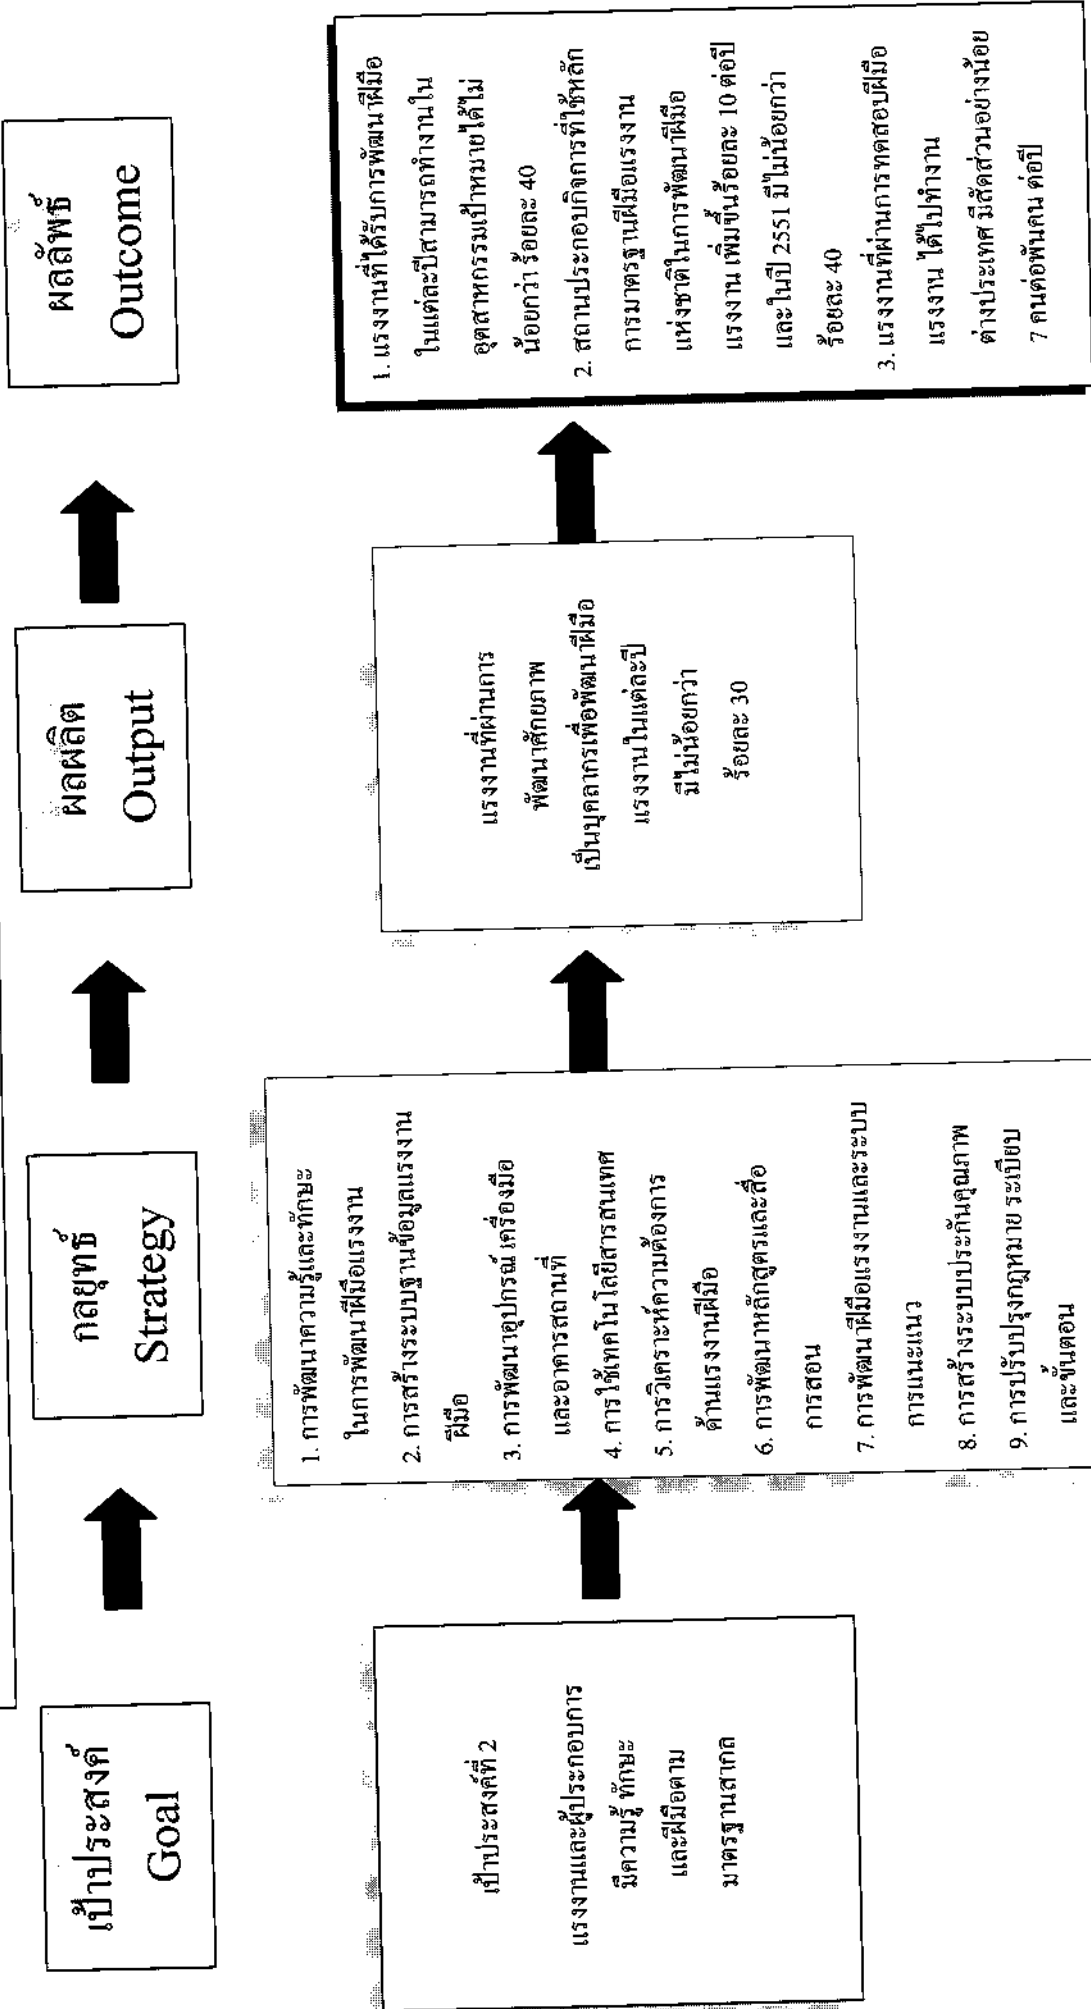 เป้าประสงค์
Goal
กลยุทธ์
Strategy
ผลผลิต
Output
ผลลัพธ์
Outcome
เป้าประสงค์ที่ 2
แรงงานและผู้ประกอบการ
มีความรู้ ทักษะ
และฝีมือตาม
มาตรฐานสากล
1. การพัฒนาความรู้และทักษะ
ในการพัฒนาฝีมือแรงงาน
2. การสร้างระบบฐานข้อมูลแรงงาน
ฝีมือ
3. การพัฒนาอุปกรณ์ เครื่องมือ
และอาคารสถานที่
4. การใช้เทคโนโลยีสารสนเทศ
5. การวิเคราะห์ความต้องการ
ด้านแรงงานฝีมือ
6. การพัฒนาหลักสูตรและสื่อ
การสอน
7. การพัฒนาฝีมือแรงงานและระบบ
การแนะแนว
8. การสร้างระบบประกันคุณภาพ
9. การปรับปรุงกฎหมาย ระเบียบ
และขั้นตอน
แรงงานที่ผ่านการ
พัฒนาศักยภาพ
เป็นบุคลากรเพื่อพัฒนาฝีมือ
แรงงานในแต่ละปี
มีไม่น้อยกว่า
ร้อยละ 30
1. แรงงานที่ได้รับการพัฒนาฝีมือ
ในแต่ละปีสามารถทำงานใน
อุตสาหกรรมเป้าหมายได้ไม่
น้อยกว่า ร้อยละ 40
2. สถานประกอบกิจการที่ใช้หลัก
การมาตรฐานฝีมือแรงงาน
แห่งชาติในการพัฒนาฝีมือ
แรงงาน เพิ่มขึ้นร้อยละ 10 ต่อปี
และในปี 2551 มีไม่น้อยกว่า
ร้อยละ 40
3. แรงงานที่ผ่านการทดสอบฝีมือ
แรงงาน ได้ไปทำงาน
ต่างประเทศ มีสัดส่วนอย่างน้อย
7 คนต่อพันคน ต่อปี